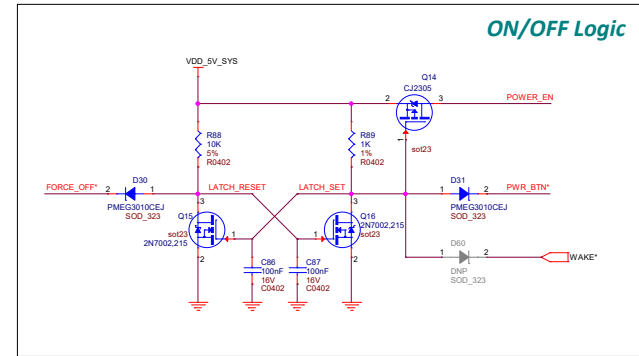 ON/OFF Logic
VDD_5V_SYS
Q14
CJ2305
2
3
POWER_EN
1
sot23
R88
10K
5%
R0402
R89
1K
1%
R0402
FORCE_OFF*
2
D30
1
PMEG3010CEJ
SOD_323
LATCH_RESET
LATCH_SET
1
D31
2
PMEG3010CEJ
SOD_323
PWR_BTN*
Q15
3
sot23
2N7002,215
1
2
Q16
3
2N7002,215
sot23
1
2
C86
100nF
16V
C0402
C87
100nF
16V
C0402
D60
1
2
DNP
SOD_323
WAKE*